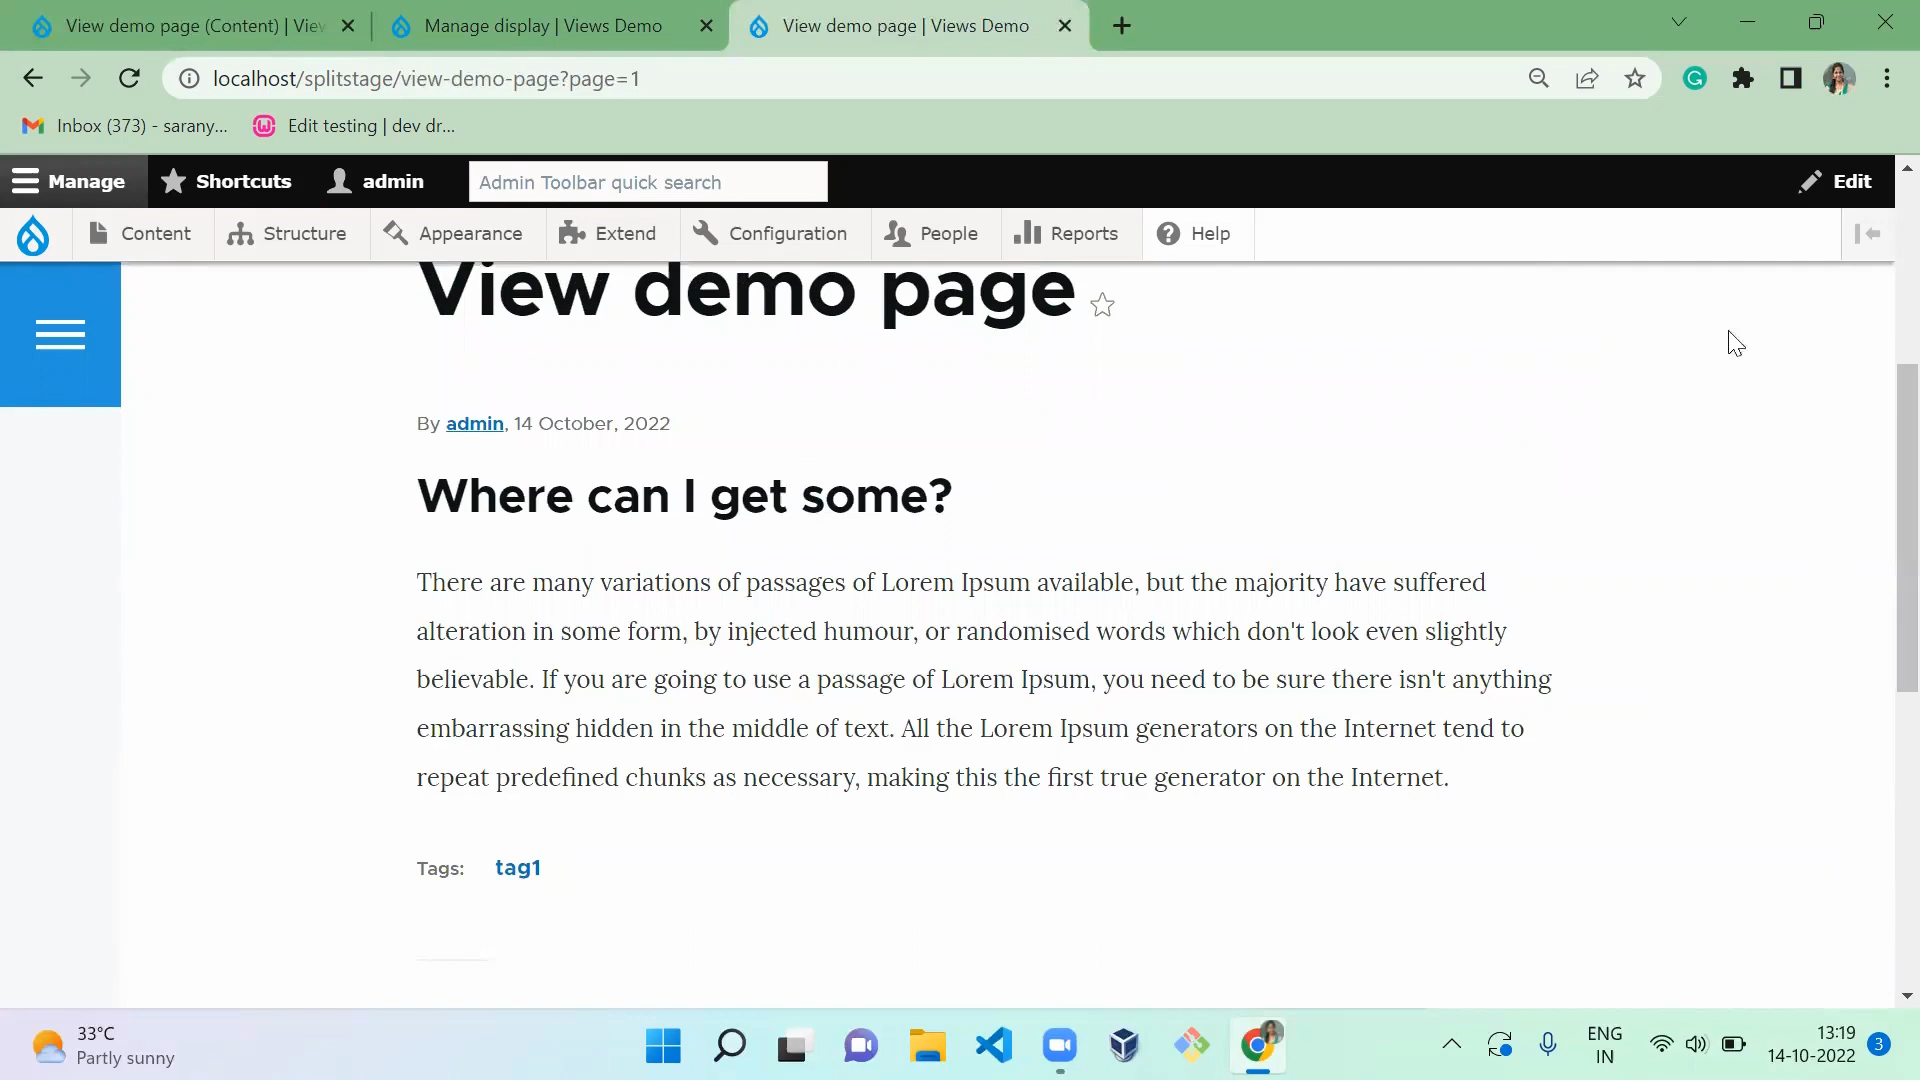 View demo page (Content) | Viev
Manage display | Views Demo
View demo page | Views Demo
localhost/splitstage/view-demo-page?page=1
Inbox (373) - sarany...
Edit testing | dev dr...
Manage
Shortcuts
admin
Admin Toolbar quick search
Edit
Content
Structure
Appearance
Extend
Configuration
People
Reports
Help
View demo page
By admin, 14 October, 2022
Where can I get some?
There are many variations of passages of Lorem Ipsum available, but the majority have suffered
alteration in some form, by injected humour, or randomised words which don't look even slightly
believable. If you are going to use a passage of Lorem Ipsum, you need to be sure there isn't anything
embarrassing hidden in the middle of text. All the Lorem Ipsum generators on the Internet tend to
repeat predefined chunks as necessary, making this the first true generator on the Internet.
Tags: tag1
33°C
Partly sunny
ENG
IN
13:19
14-10-2022
3